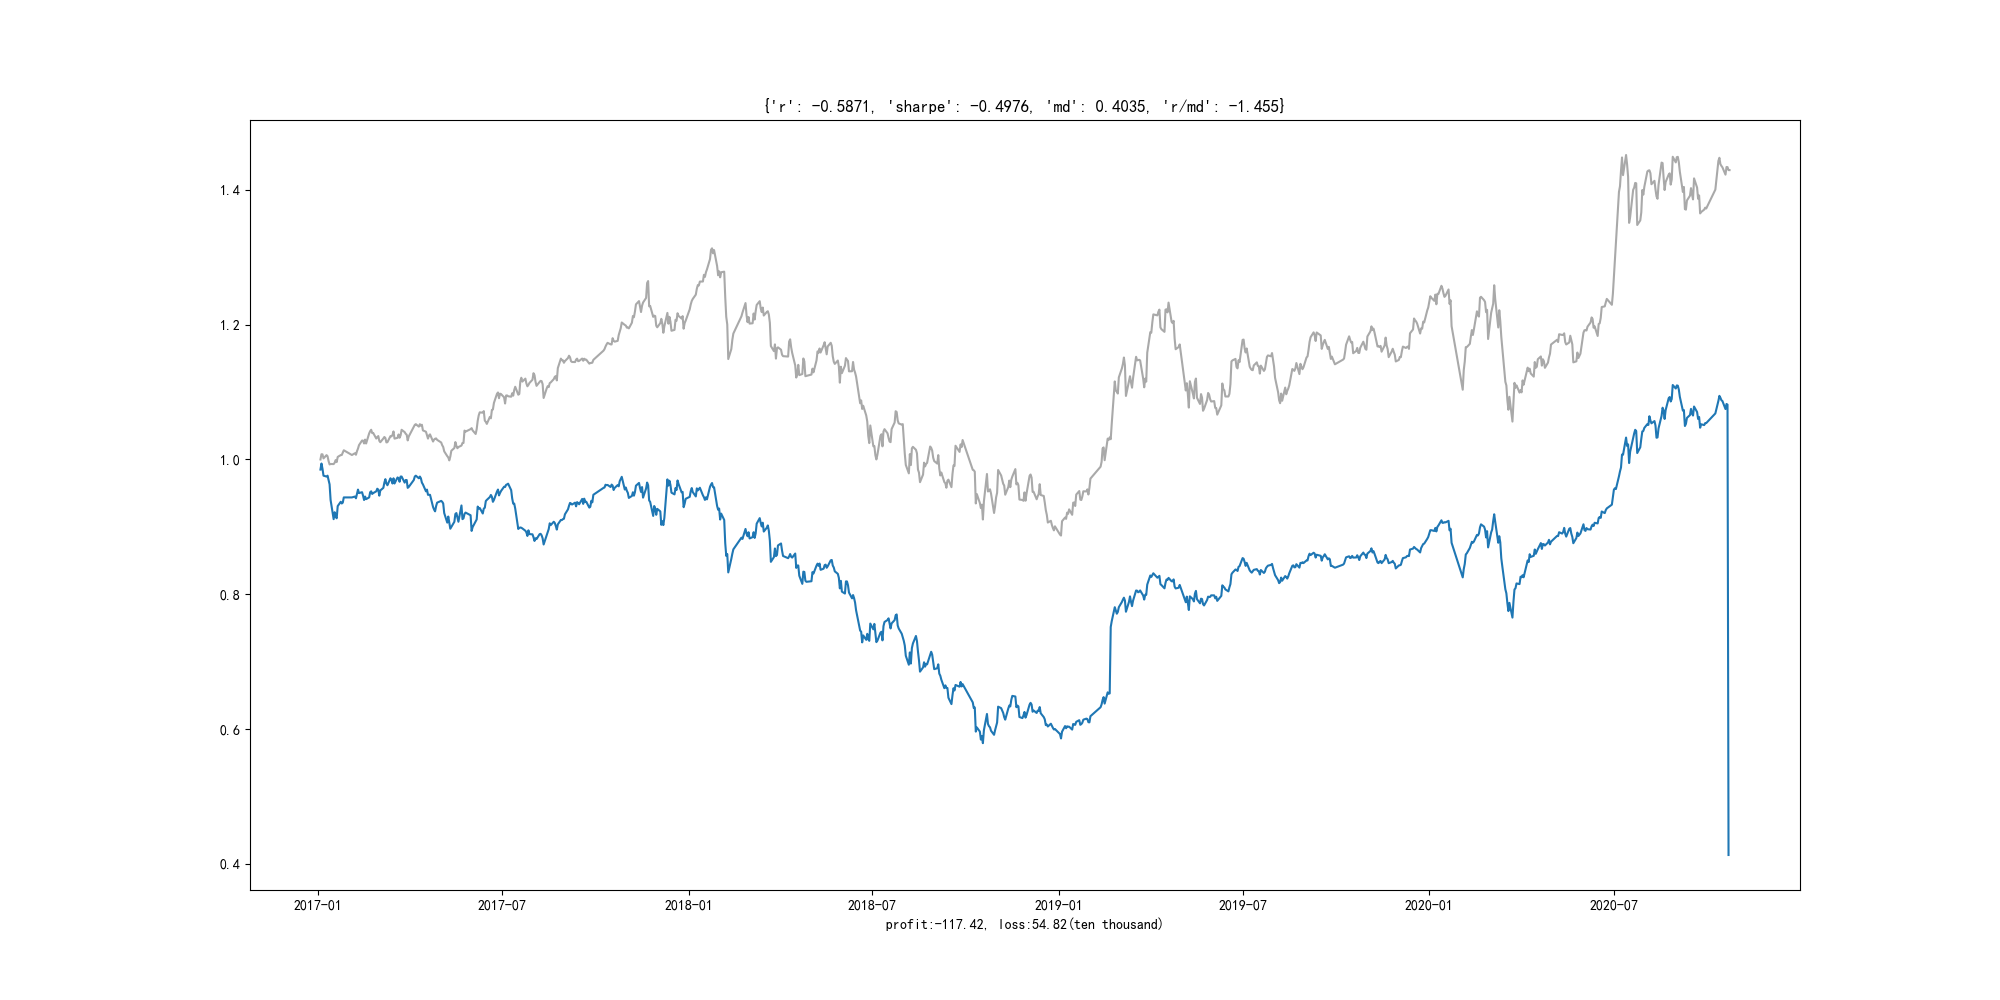 {'r': -0.5871, 'sharpe': -0.4976, 'md': 0.4035, 'r/md': -1.455}
1.4
1.2
1.0
0.8
0.6
0.4
2017-01 2017-07 2018-01 2018-07 2019-01 2019-07 2020-01 2020-07
profit:-117.42, loss:54.82(ten thousand)